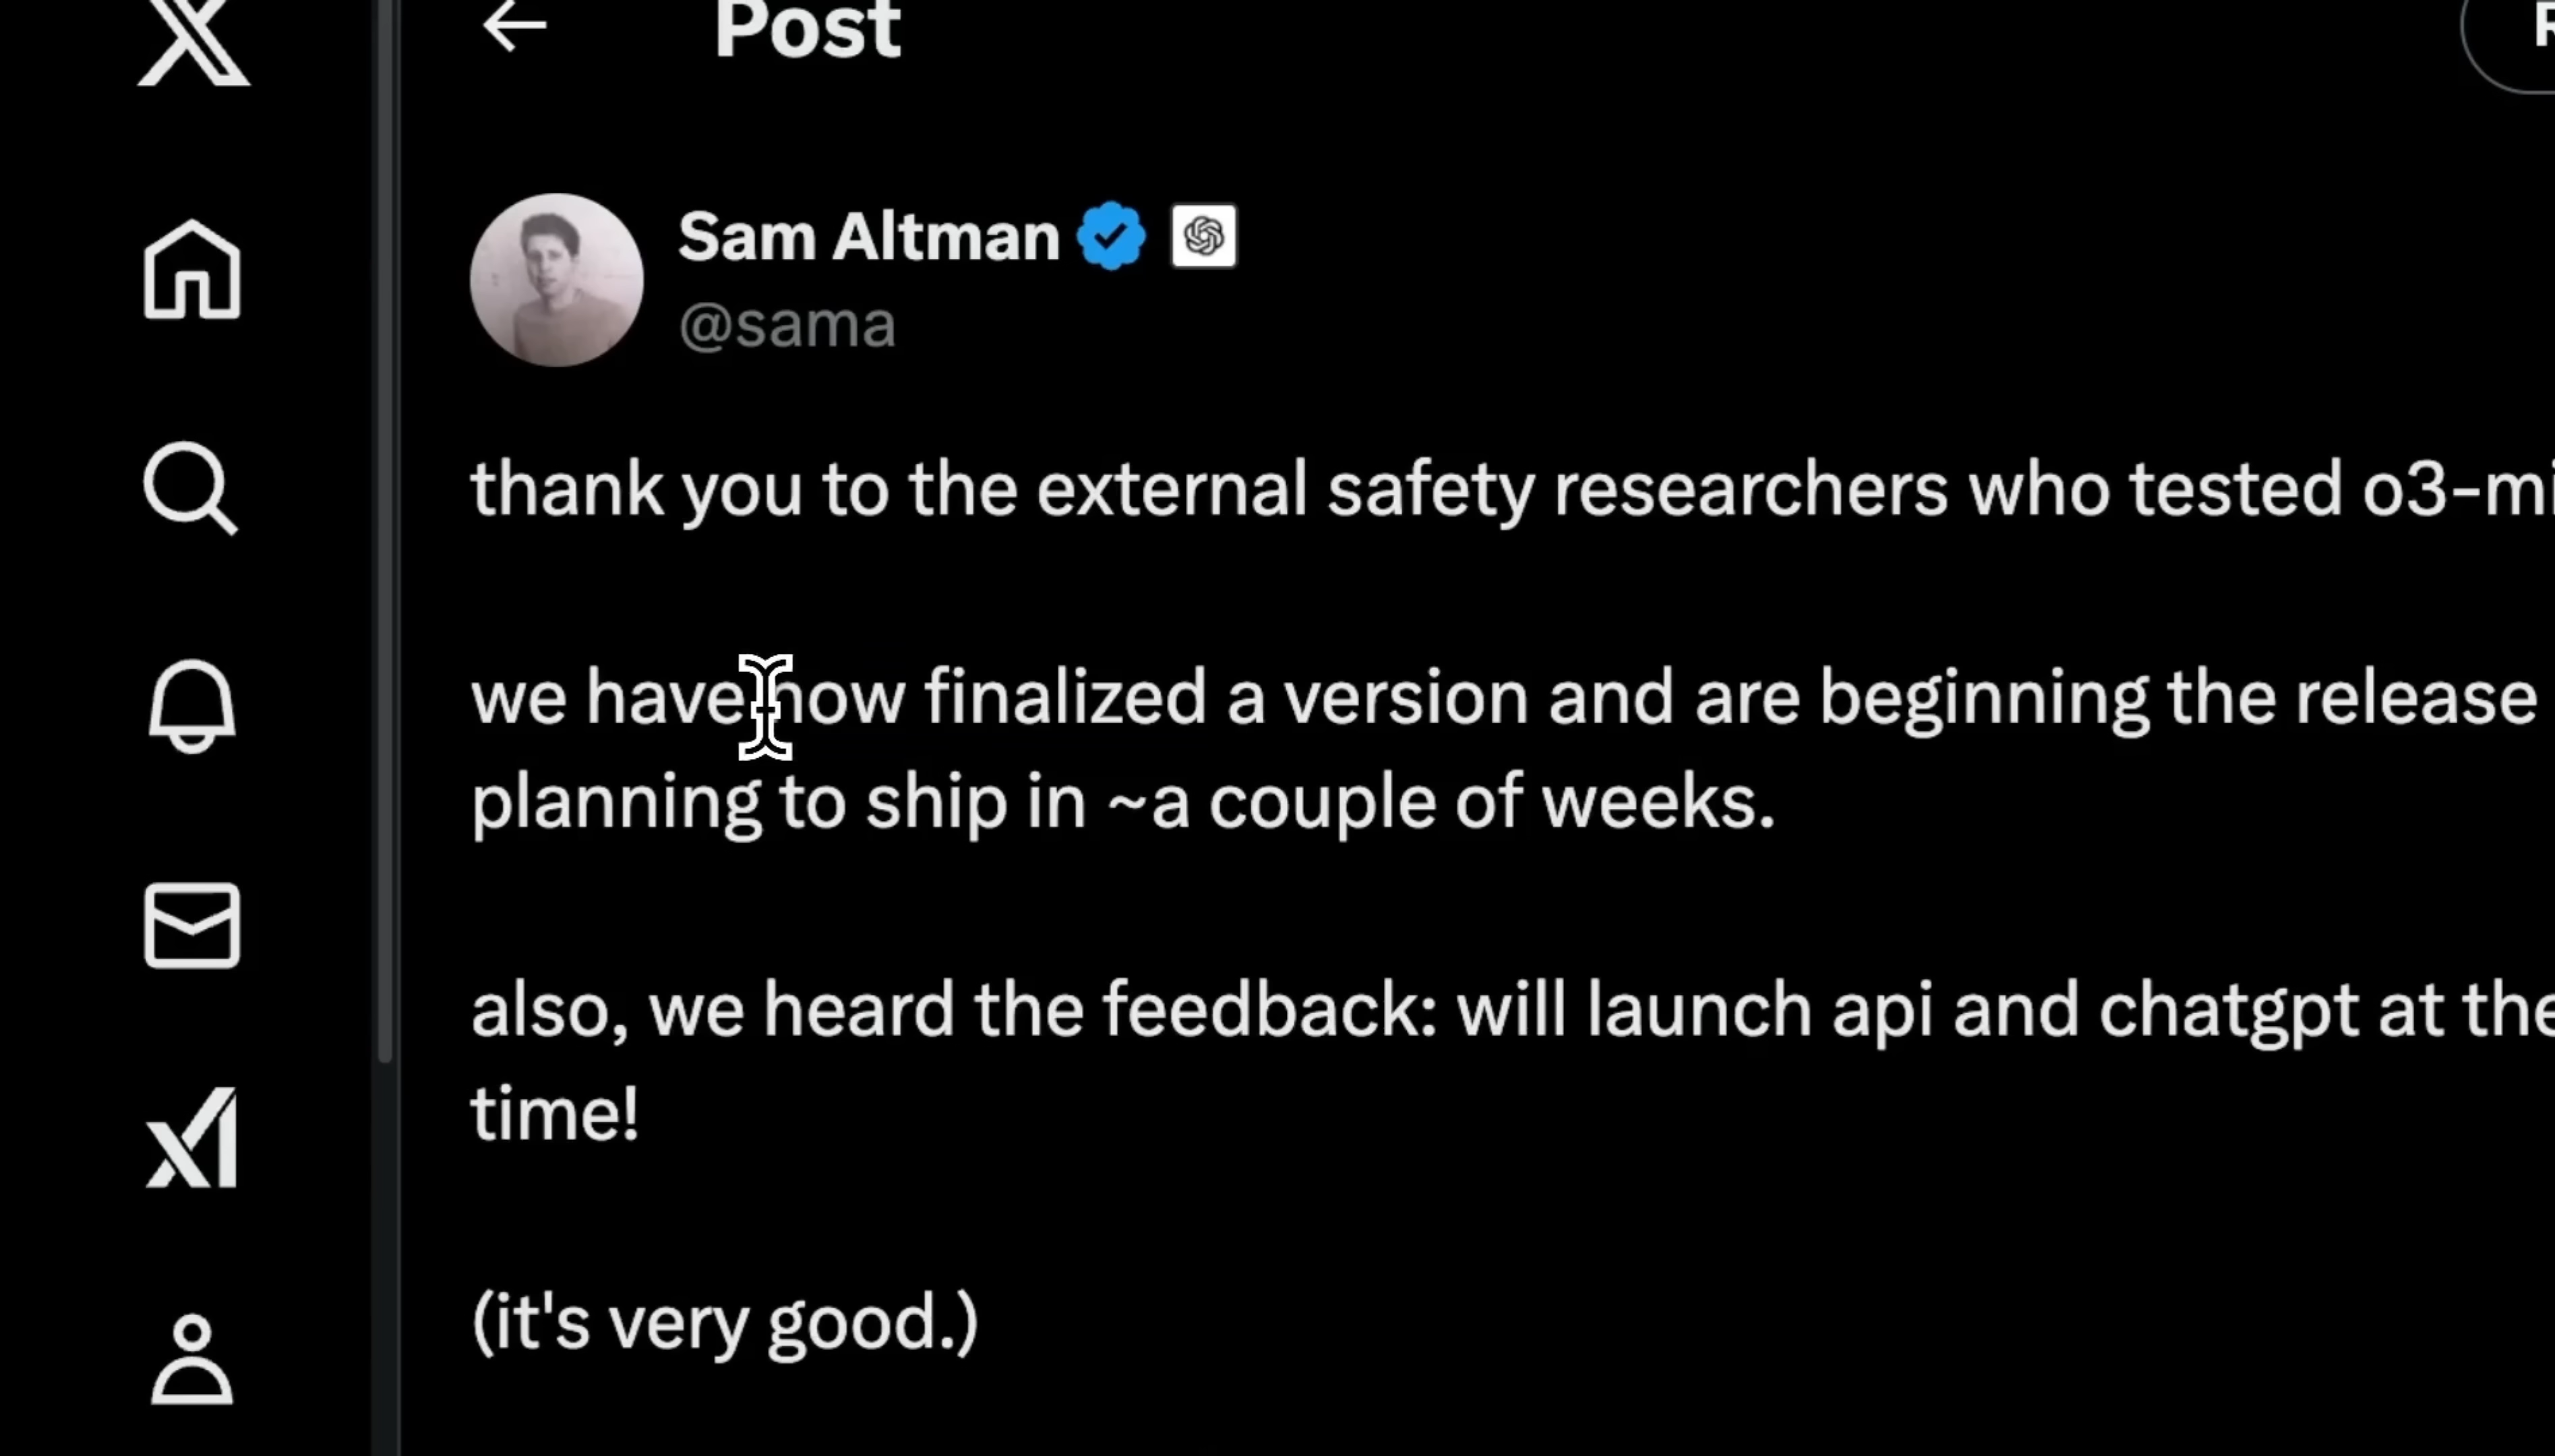 Post
Sam Altman
@sama
thank you to the external safety researchers who tested o3-mi
we have now finalized a version and are beginning the release
planning to ship in ~a couple of weeks.
also, we heard the feedback: will launch api and chatgpt at the
time!
(it's very good.)